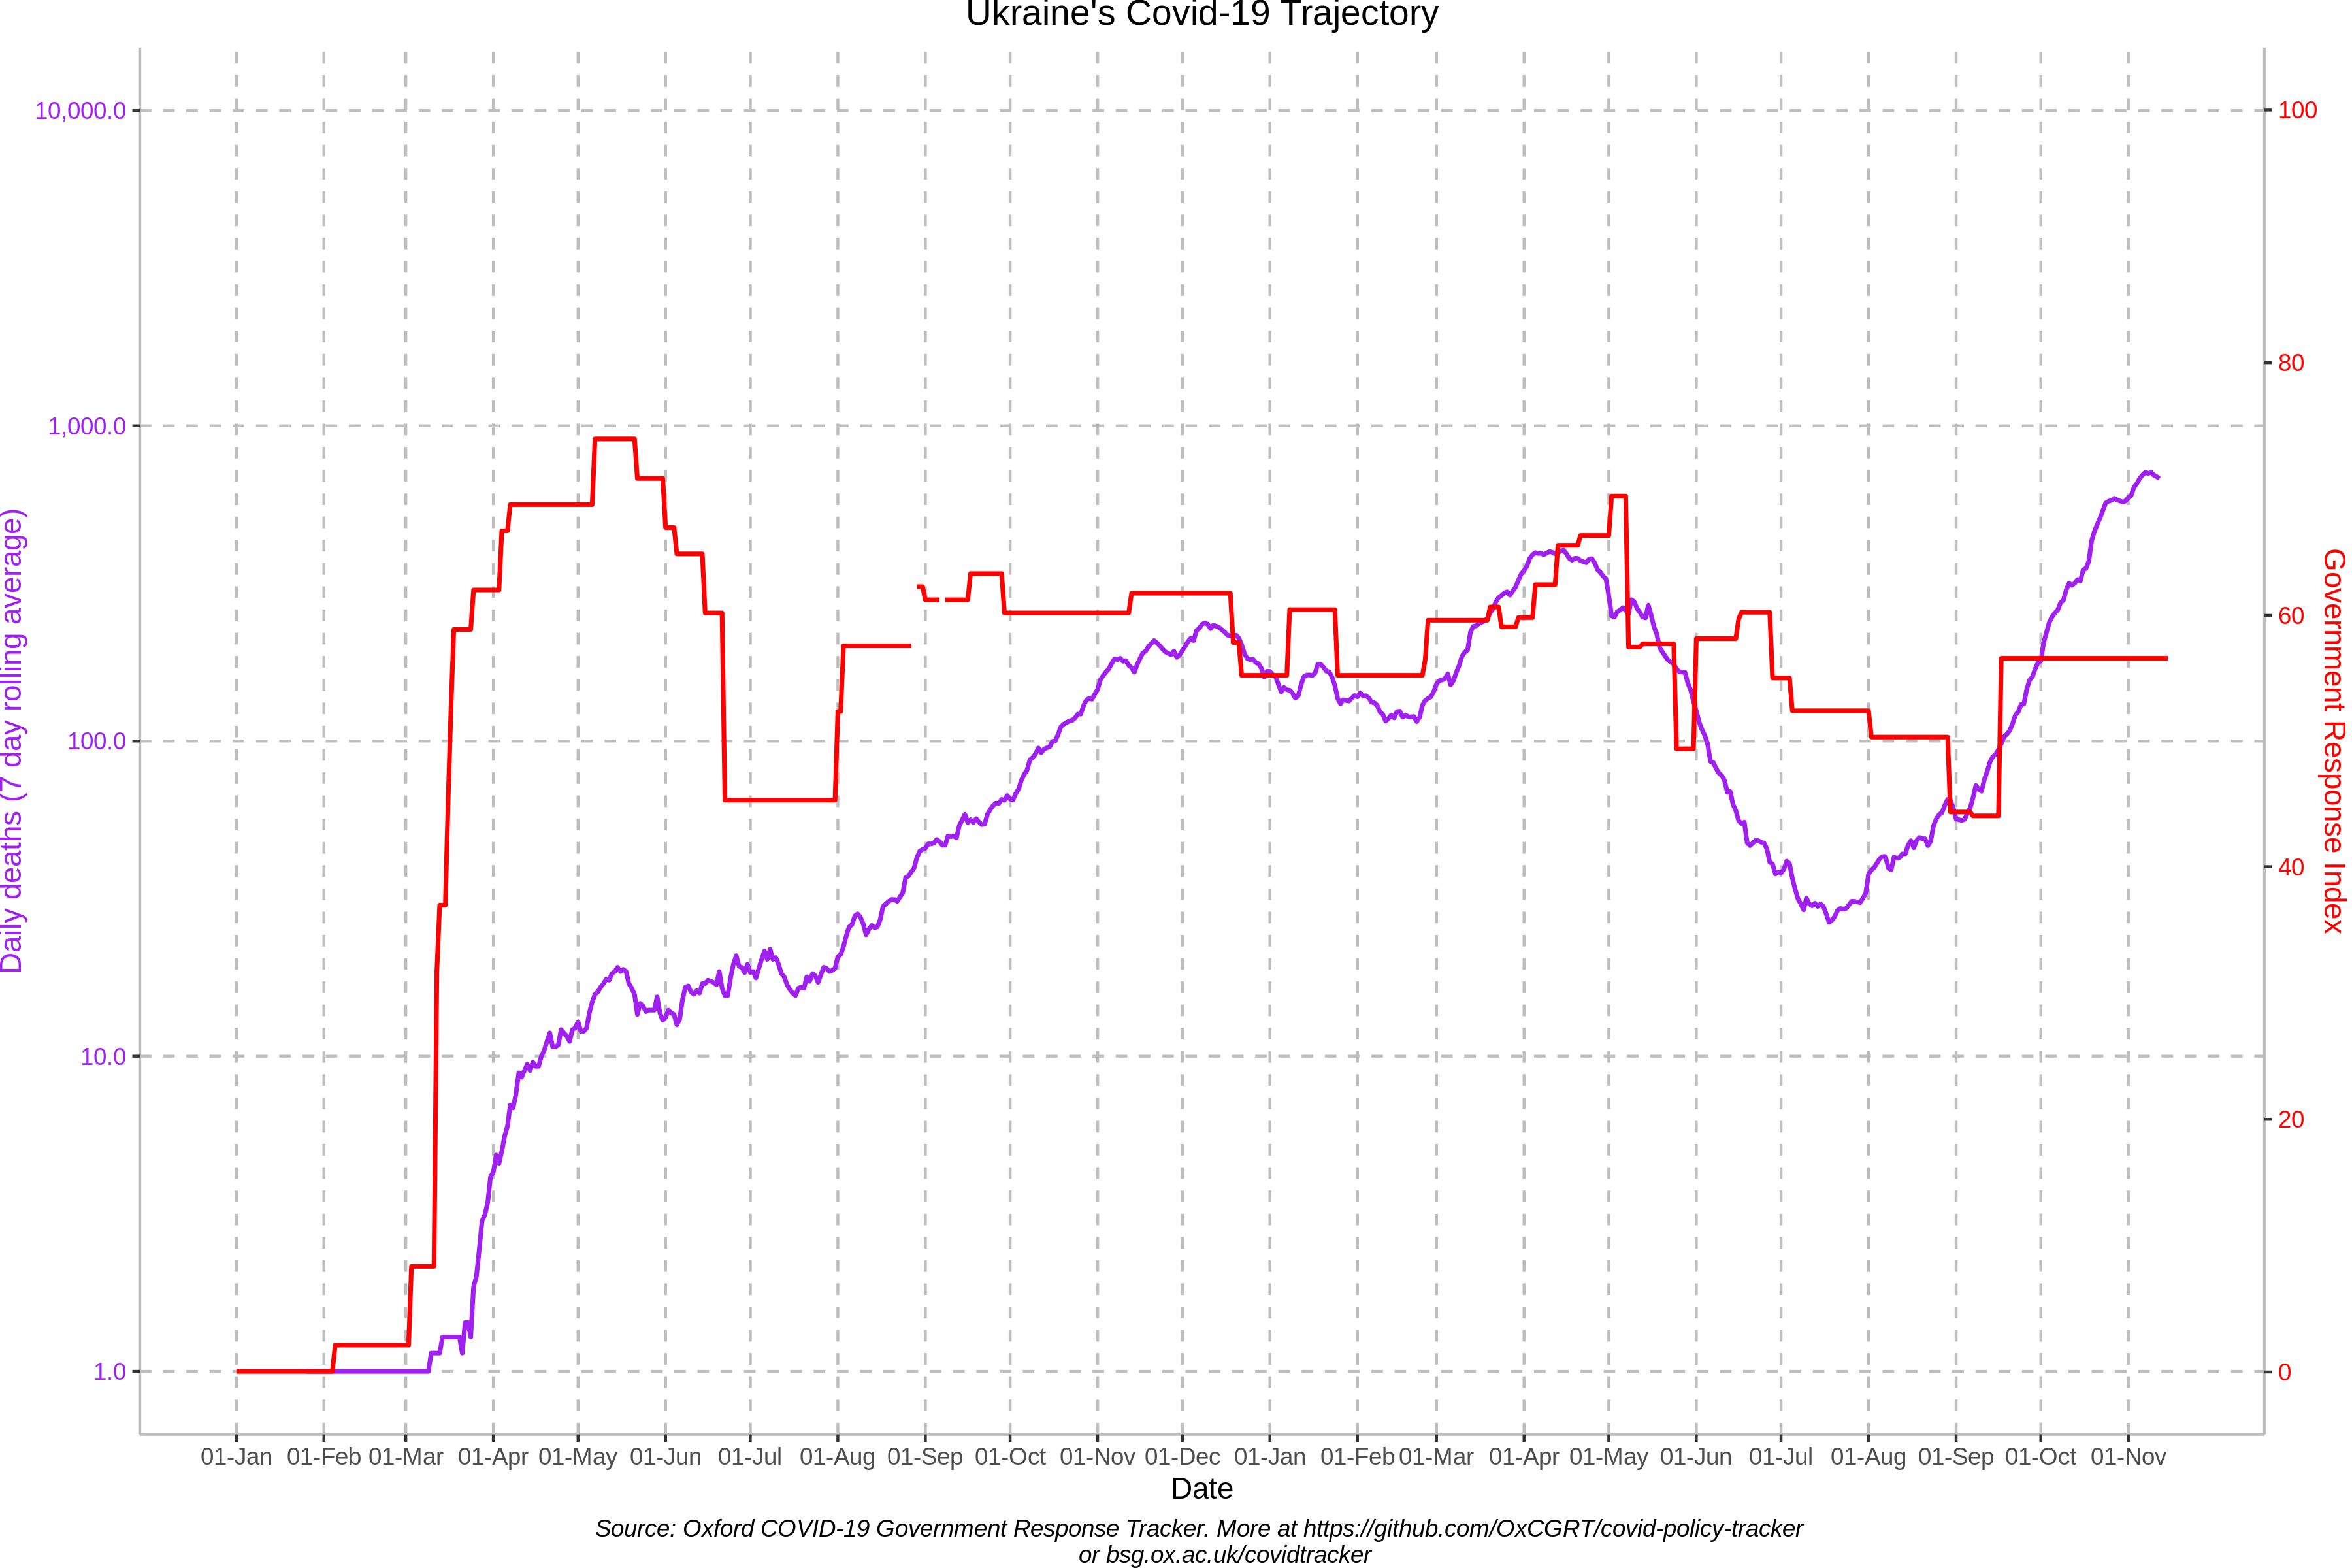 Ukraine's Covid-19 Trajectory
10,000.0
1,000.0
100.0
10.0
1.0
Daily deaths (7 day rolling average)
100
80
60
40
20
0
Government Response Index
01-Jan 01-Feb 01-Mar 01-Apr 01-May 01-Jun 01-Jul 01-Aug 01-Sep 01-Oct 01-Nov 01-Dec 01-Jan 01-Feb 01-Mar 01-Apr 01-May 01-Jun 01-Jul 01-Aug 01-Sep 01-Oct 01-Nov
Date
Source: Oxford COVID-19 Government Response Tracker. More at https://github.com/OxCGRT/covid-policy-tracker
or bsg.ox.ac.uk/covidtracker